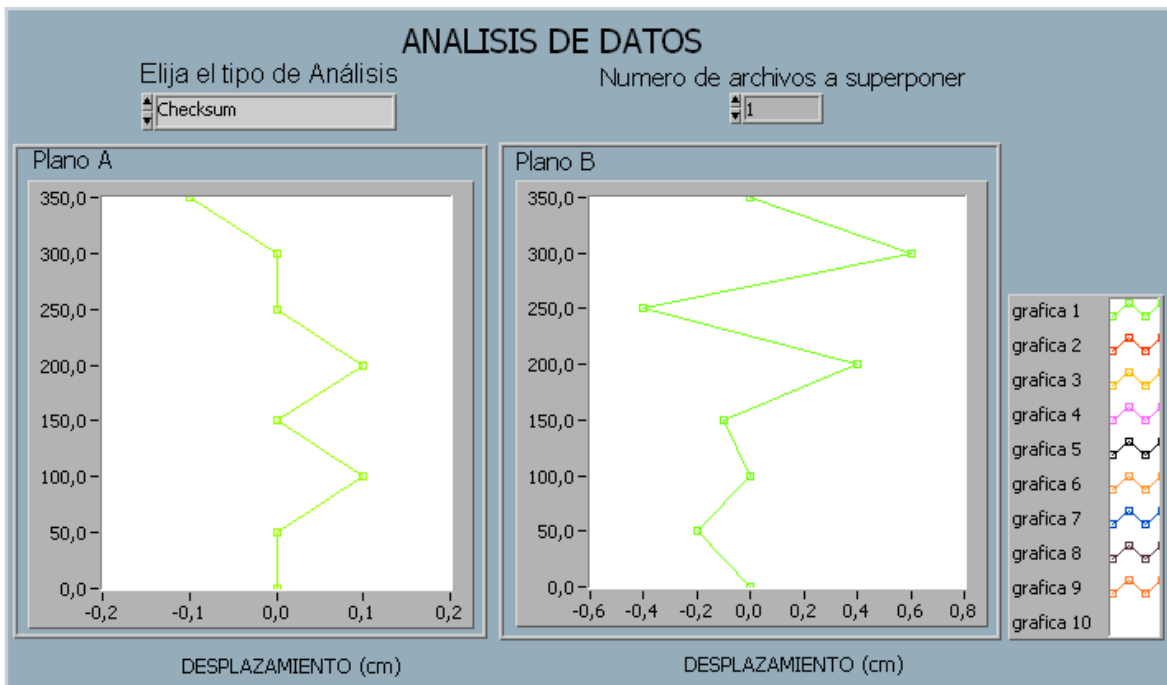 ANALISIS DE DATOS
Elija el tipo de Análisis
Checksum
Numero de archivos a superponer
1
Plano A
350,0
300,0
250,0
200,0
150,0
100,0
50,0
0,0
-0,2 -0,1 0,0 0,1 0,2
DESPLAZAMIENTO (cm)
Plano B
350,0
300,0
250,0
200,0
150,0
100,0
50,0
0,0
-0,6 -0,4 -0,2 0,0 0,2 0,4 0,6 0,8
DESPLAZAMIENTO (cm)
grafica 1
grafica 2
grafica 3
grafica 4
grafica 5
grafica 6
grafica 7
grafica 8
grafica 9
grafica 10